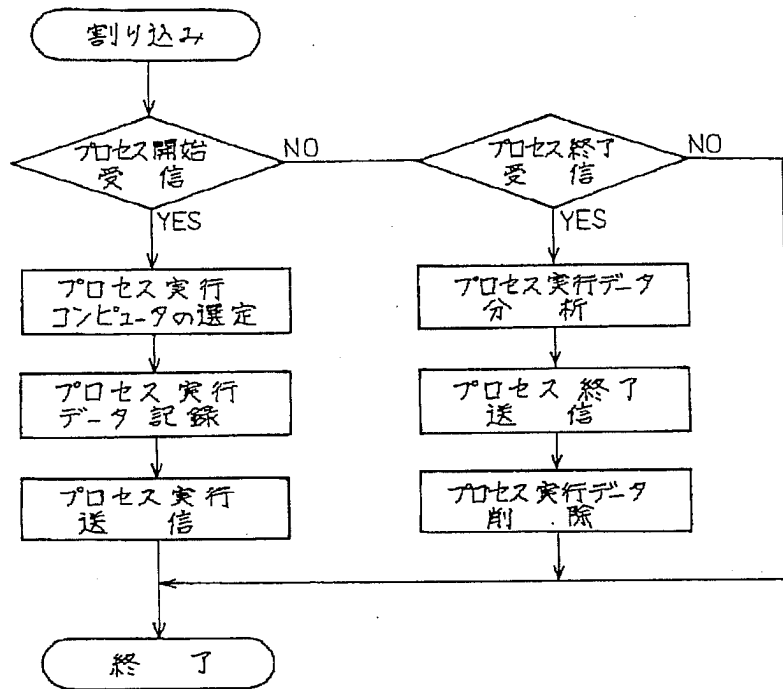 割り込み
プロセス開始
受信
NO
YES
プロセス実行
コンピュータの選定
プロセス実行
データ記録
プロセス実行
送信
プロセス終了
受信
NO
YES
プロセス実行データ
分析
プロセス終了
送信
プロセス実行データ
削除
終了